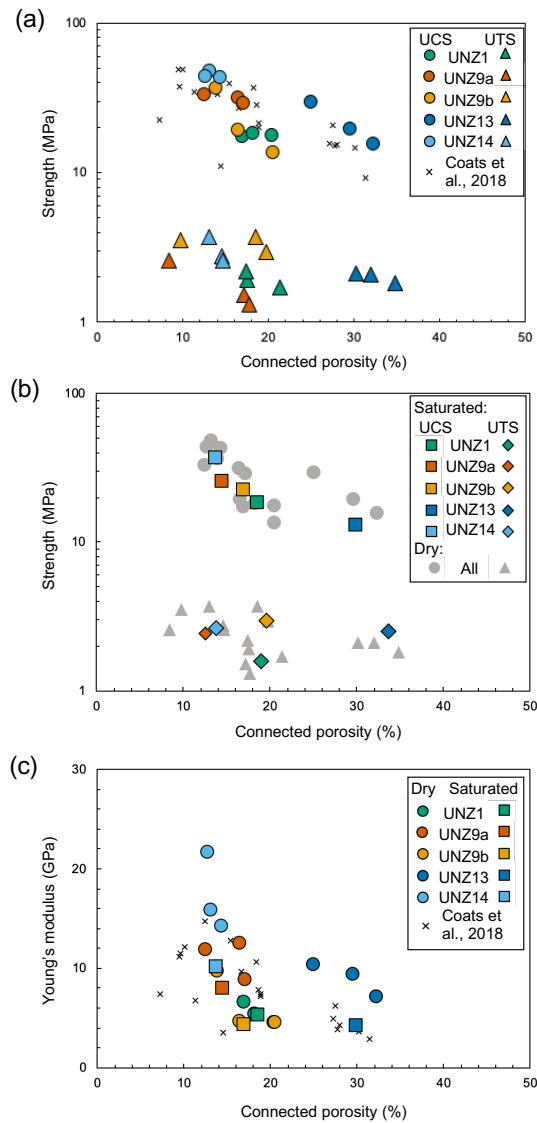 (a)
100
10
1
Strength (MPa)
0 10 20 30 40 50
Connected porosity (%)
UCS UTS
UNZ1
UNZ9a
UNZ9b
UNZ13
UNZ14
Coats et
al., 2018
(b)
100
10
1
Strength (MPa)
0 10 20 30 40 50
Connected porosity (%)
Saturated:
UCS UTS
UNZ1
UNZ9a
UNZ9b
UNZ13
UNZ14
Dry:
All
(c)
30
20
10
0
Young's modulus (GPa)
0 10 20 30 40 50
Connected porosity (%)
Dry Saturated
UNZ1
UNZ9a
UNZ9b
UNZ13
UNZ14
Coats et
al., 2018